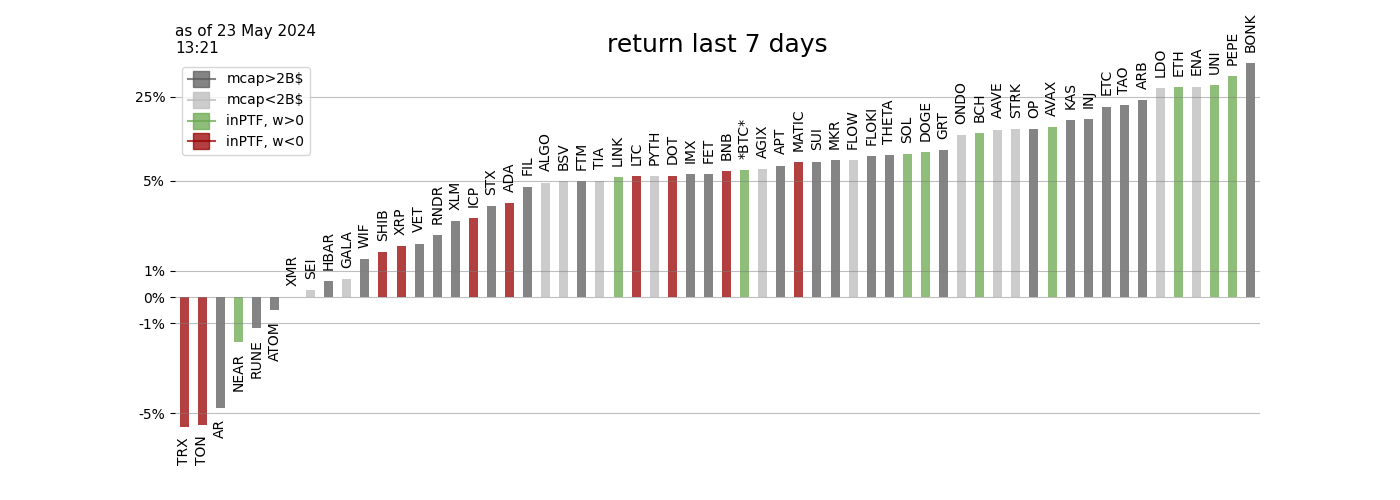 as of 23 May 2024
13:21
return last 7 days
mcap>2B$
mcap<2B$
inPTF, w>0
inPTF, w<0
25%
5%
1%
0%
-1%
-5%
TRX
TON
AR
NEAR
RUNE
ATOM
XMR
SEI
HBAR
GALA
WIF
SHIB
XRP
VET
RNDR
XLM
ICP
STX
ADA
FIL
ALGO
BSV
FTM
TIA
LINK
LTC
PYTH
DOT
IMX
FET
BNB
*BTC*
AGIX
APT
MATIC
SUI
MKR
FLOW
FLOKI
THETA
SOL
DOGE
GRT
ONDO
BCH
AAVE
STRK
OP
AVAX
KAS
INJ
ETC
TAO
ARB
LDO
ETH
ENA
UNI
PEPE
BONK